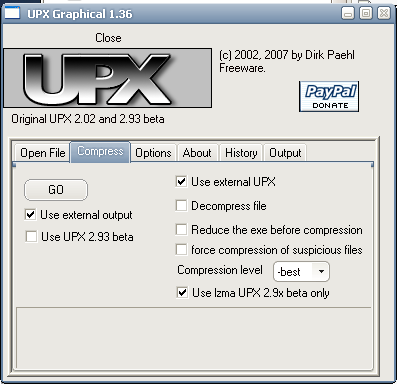 UPX Graphical 1.36
Close
UPX
(c) 2002, 2007 by Dirk Paehl
Freeware.
PayPal
DONATE
Original UPX 2.02 and 2.93 beta
Open File Compress Options About History Output
GO
Use external UPX
Use external output
Decompress file
Use UPX 2.93 beta
Reduce the exe before compression
force compression of suspicious files
Compression level -best
Use lzma UPX 2.9x beta only